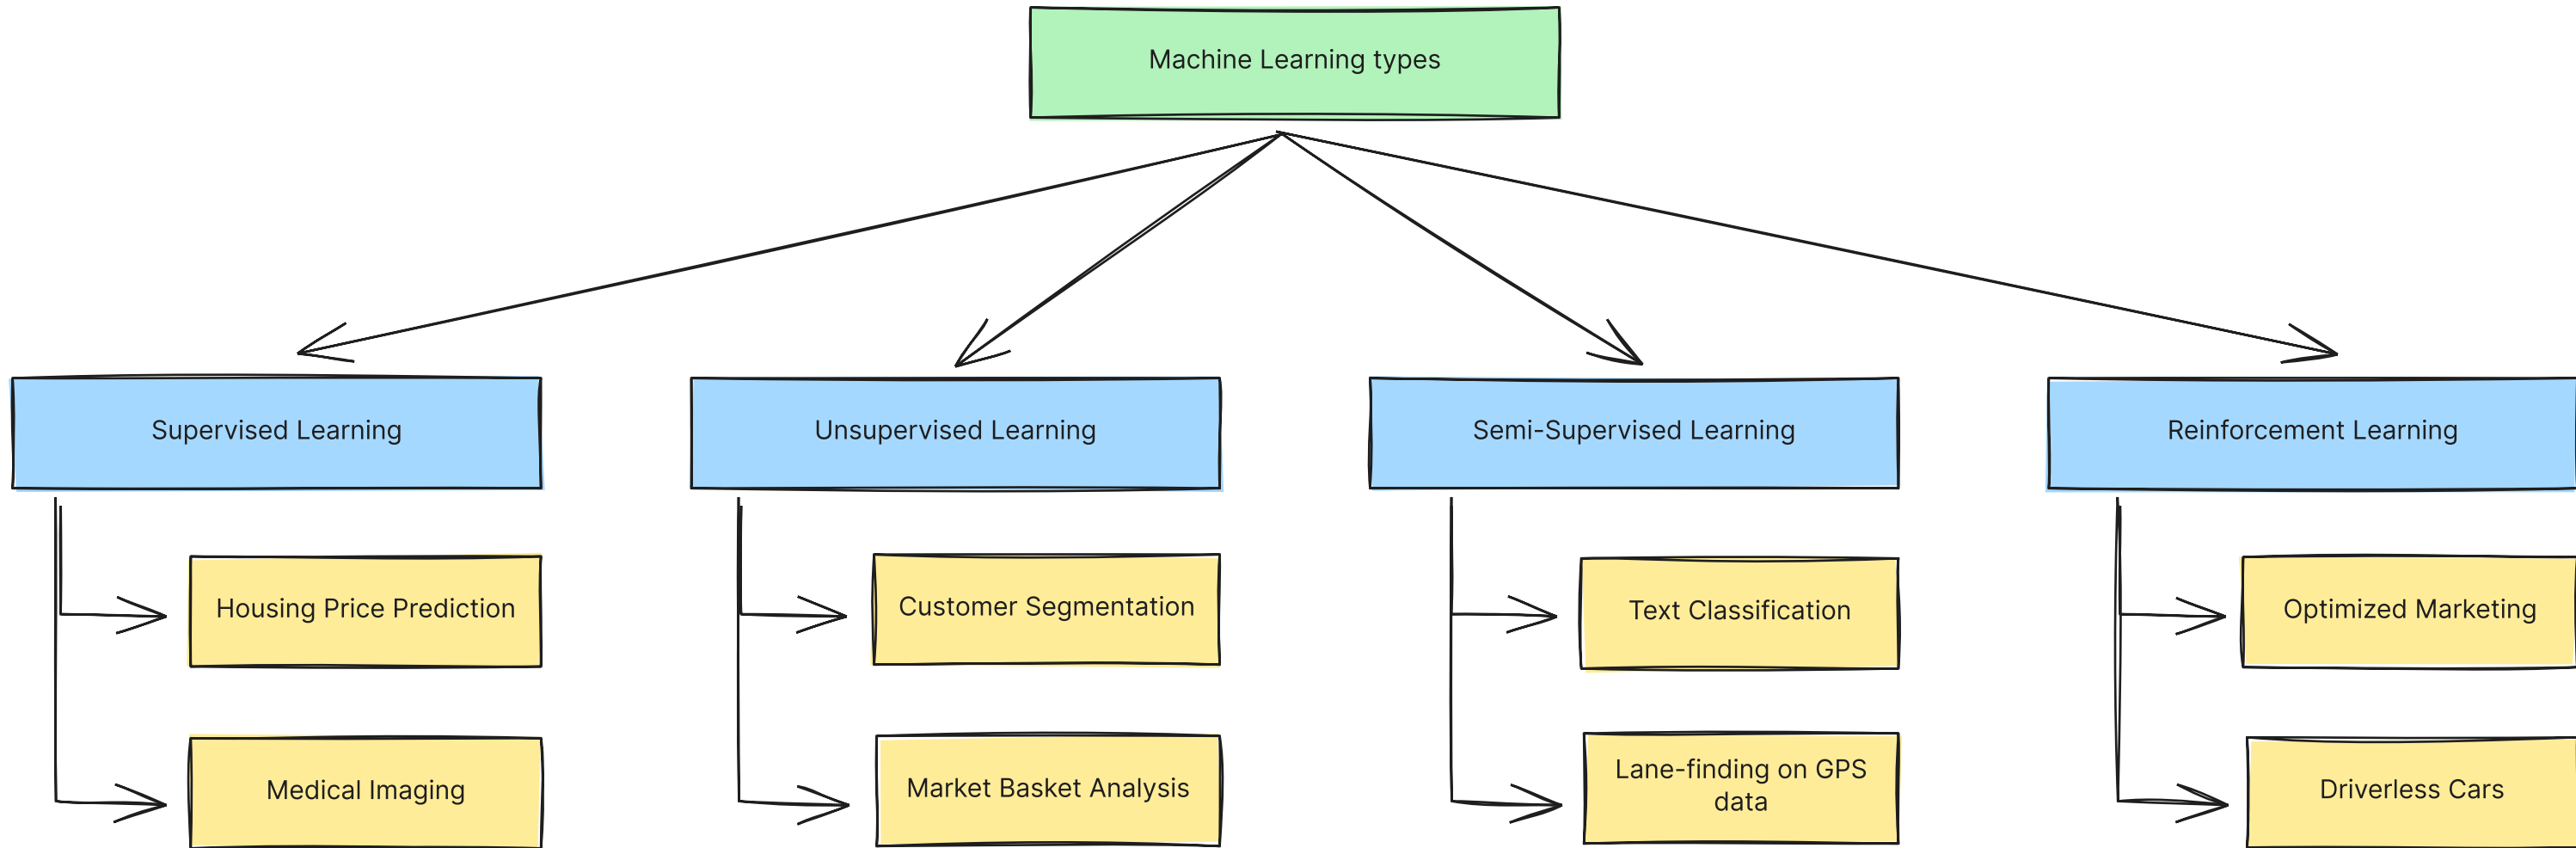 Machine Learning types
Supervised Learning
Unsupervised Learning
Semi-Supervised Learning
Reinforcement Learning
Housing Price Prediction
Customer Segmentation
Text Classification
Optimized Marketing
Medical Imaging
Market Basket Analysis
Lane-finding on GPS
data
Driverless Cars